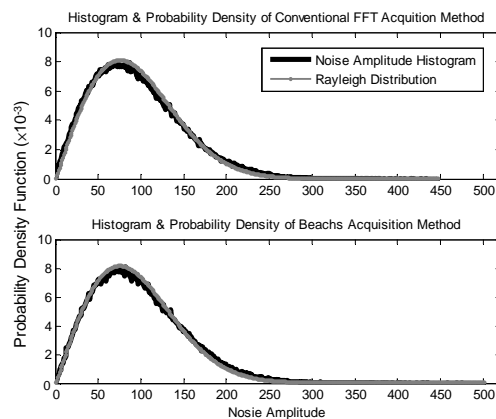 Histogram & Probability Density of Conventional FFT Acquition Method
10
8
6
4
2
0
Noise Amplitude Histogram
Rayleigh Distribution
0 50 100 150 200 250 300 350 400 450 500
Probability Density Function (×10-3)
Histogram & Probability Density of Beachs Acquisition Method
10
8
6
4
2
0
0 50 100 150 200 250 300 350 400 450 500
Nosie Amplitude